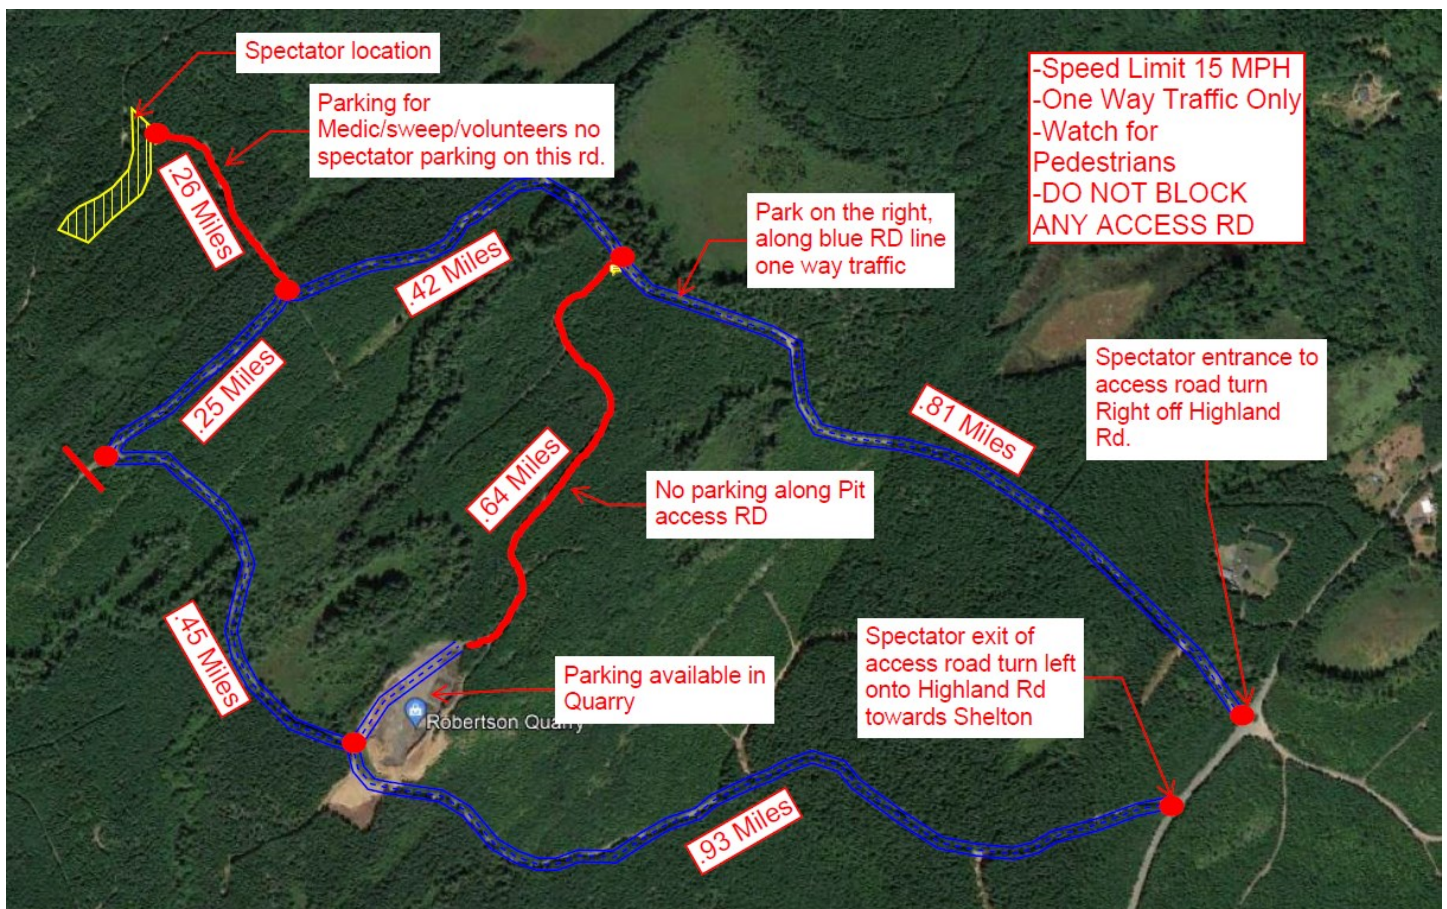 Spectator location
Parking for
Medic/sweep/volunteers no
spectator parking on this rd.
-Speed Limit 15 MPH
-One Way Traffic Only
-Watch for
Pedestrians
-DO NOT BLOCK
ANY ACCESS RD
.26 Miles
.42 Miles
Park on the right,
along blue RD line
one way traffic
.25 Miles
.81 Miles
Spectator entrance to
access road turn
Right off Highland
Rd.
.64 Miles
No parking along Pit
access RD
.45 Miles
Parking available in
Quarry
Robertson Quarry
Spectator exit of
access road turn left
onto Highland Rd
towards Shelton
.93 Miles